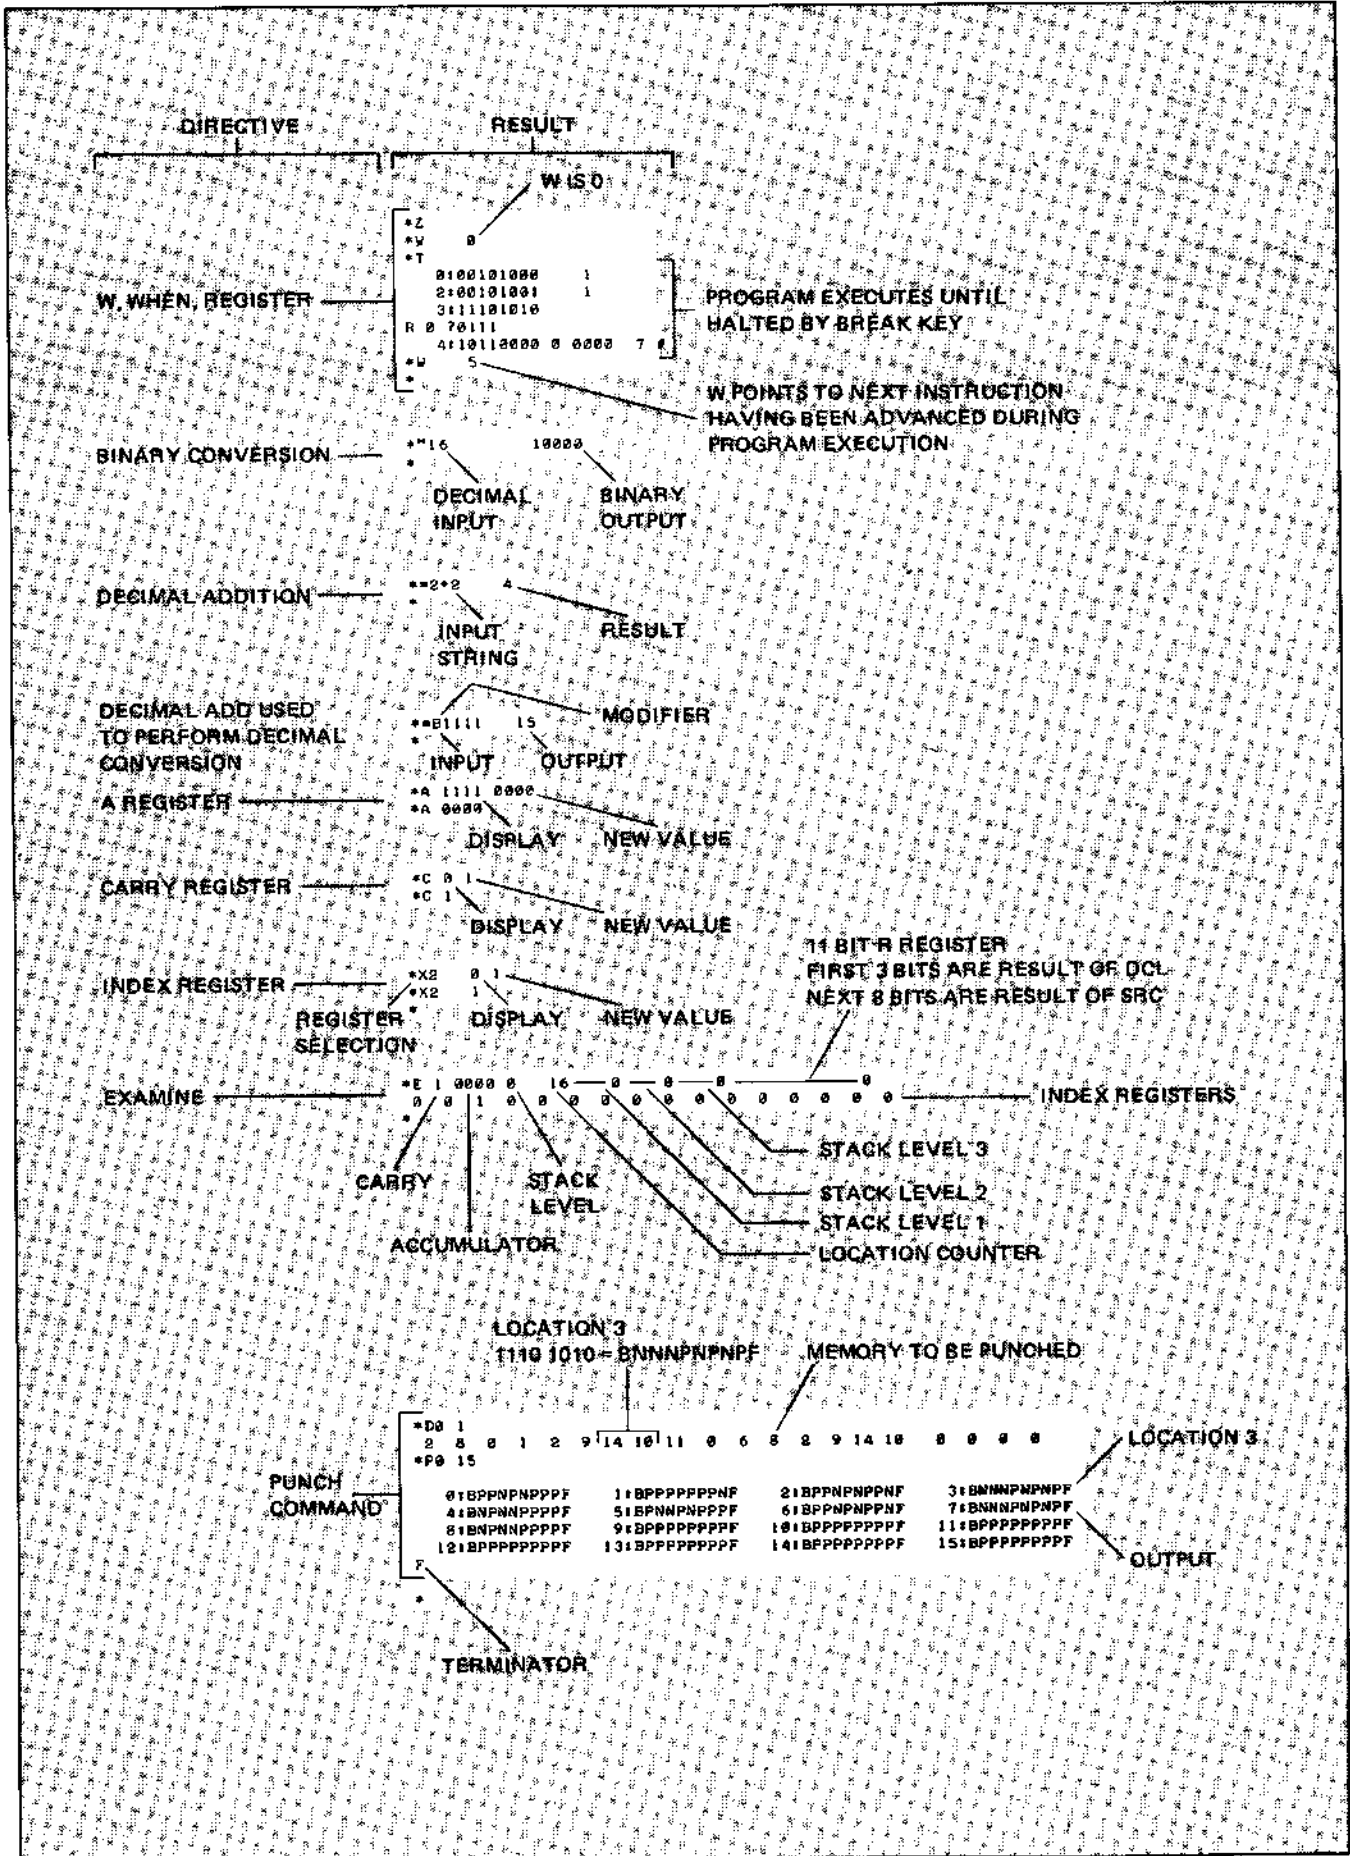 DIRECTIVE RESULT
W IS 0
*Z
*W 0
*T
0:00101000 1
2:00101001 1
3:11101010
R 0 ?0111
4:10110000 0 0000 7 0
*W 5
*
W, WHEN, REGISTER
PROGRAM EXECUTES UNTIL
HALTED BY BREAK KEY
W POINTS TO NEXT INSTRUCTION
HAVING BEEN ADVANCED DURING
PROGRAM EXECUTION
BINARY CONVERSION
*"16 10000
*
DECIMAL
INPUT
BINARY
OUTPUT
DECIMAL ADDITION
*=2+2 4
*
INPUT
STRING
RESULT
DECIMAL ADD USED
TO PERFORM DECIMAL
CONVERSION
MODIFIER
*=B1111 15
*
INPUT OUTPUT
A REGISTER
*A 1111 0000
*A 0000
DISPLAY NEW VALUE
CARRY REGISTER
*C 0 1
*C 1
DISPLAY NEW VALUE
11 BIT R REGISTER
FIRST 3 BITS ARE RESULT OF DCL
NEXT 8 BITS ARE RESULT OF SRC
INDEX REGISTER
*X2 0 1
*X2 1
*
REGISTER
SELECTION
DISPLAY NEW VALUE
EXAMINE
*E 1 0000 0 16 0 0 0 0
0 0 1 0 0 0 0 0 0 0 0 0 0 0 0 0
*
INDEX REGISTERS
STACK LEVEL 3
STACK LEVEL 2
STACK LEVEL 1
LOCATION COUNTER
CARRY
STACK
LEVEL
ACCUMULATOR
LOCATION 3
1110 1010 = BNNNPNPNPF
MEMORY TO BE PUNCHED
*D0 1
2 8 0 1 2 9 14 10 11 0 6 8 2 9 14 10 0 0 0 0
*P0 15
LOCATION 3
PUNCH
COMMAND
0:BPPNPNPPPF 1:BPPPPPPPNF 2:BPPNPNPPNF 3:BNNNPNPNPF
4:BNPNNPPPPF 5:BPNNPNPPPF 6:BPPNPNPPNF 7:BNNNPNPNPF
8:BNPNNPPPPF 9:BPPPPPPPPF 10:BPPPPPPPPF 11:BPPPPPPPPF
12:BPPPPPPPPF 13:BPPPPPPPPF 14:BPPPPPPPPF 15:BPPPPPPPPF
OUTPUT
F
*
TERMINATOR